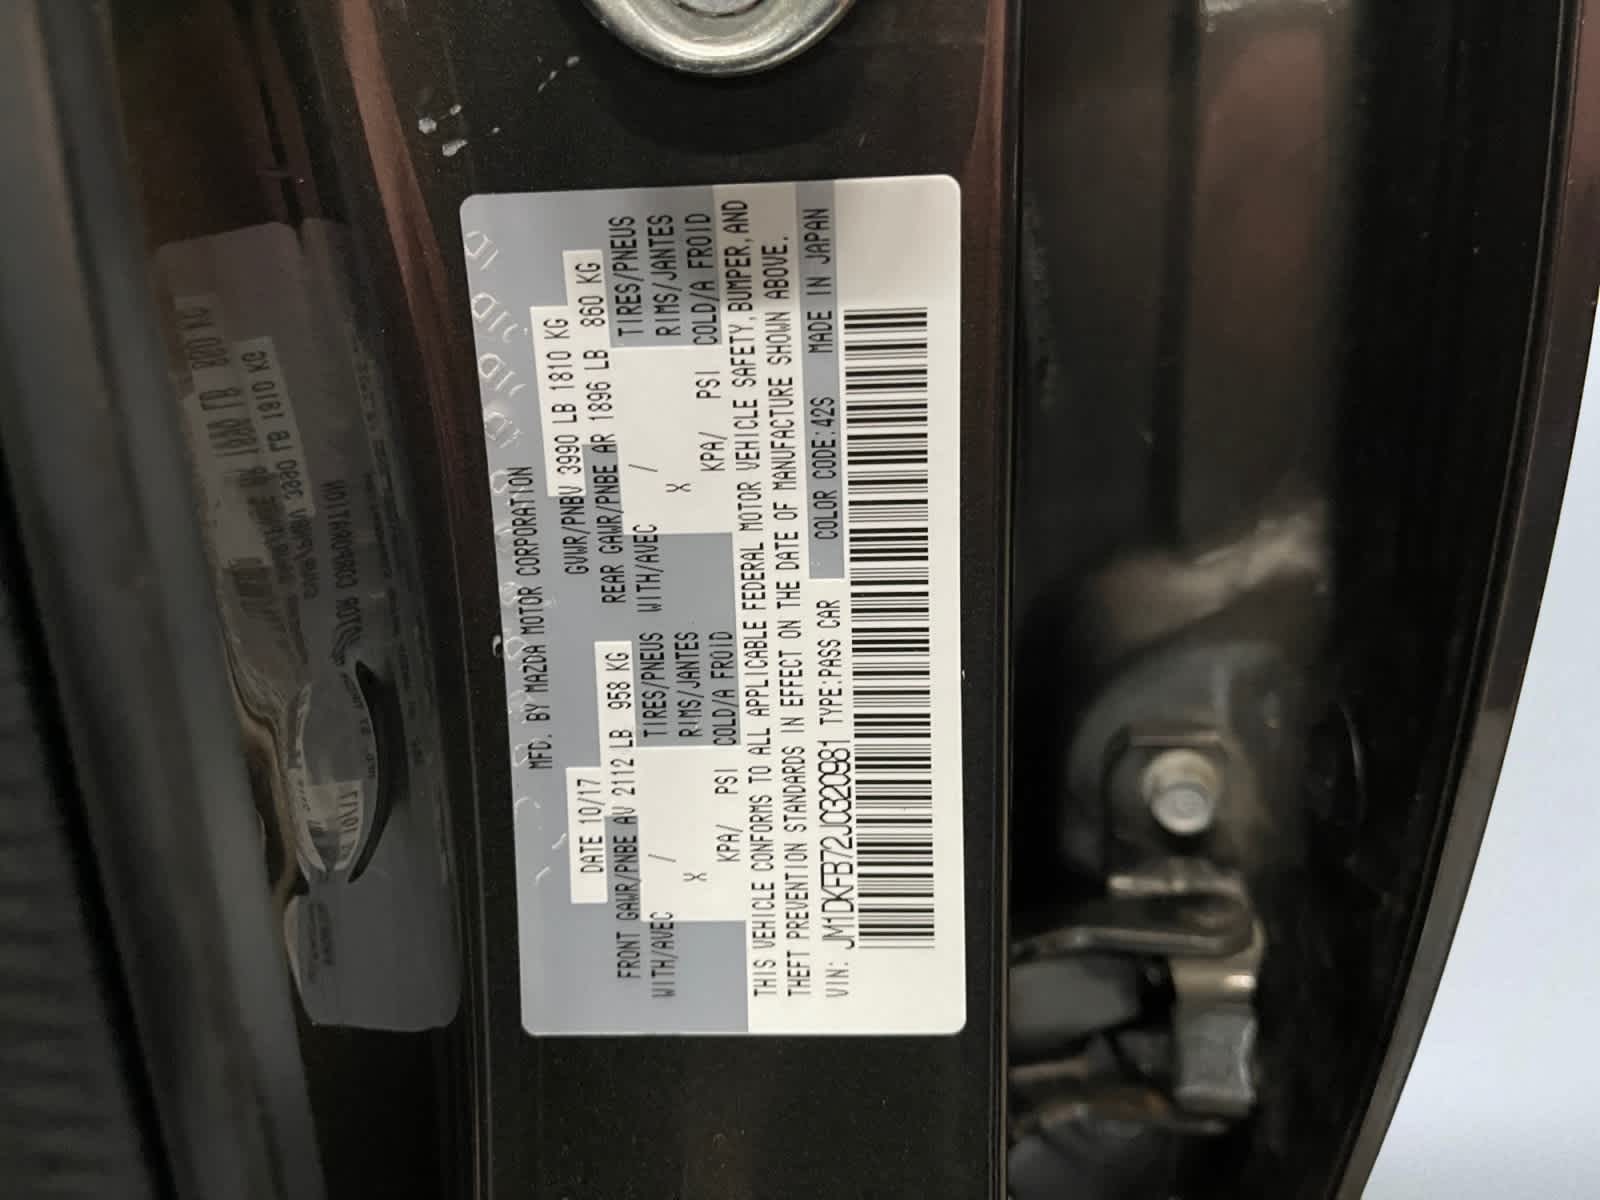 MFD. BY MAZDA MOTOR CORPORATION
DATE 10/17 GVWR/PNBV 3990 LB 1810 KG
FRONT GAWR/PNBE AV 2112 LB 958 KG REAR GAWR/PNBE AR 1896 LB 860 KG
WITH/AVEC / TIRES/PNEUS WITH/AVEC / TIRES/PNEUS
X RIMS/JANTES X RIMS/JANTES
KPA/ PSI COLD/A FROID KPA/ PSI COLD/A FROID
THIS VEHICLE CONFORMS TO ALL APPLICABLE FEDERAL MOTOR VEHICLE SAFETY, BUMPER, AND
THEFT PREVENTION STANDARDS IN EFFECT ON THE DATE OF MANUFACTURE SHOWN ABOVE.
VIN: JM1DKFB72J0320981 TYPE:PASS CAR COLOR CODE:42S MADE IN JAPAN